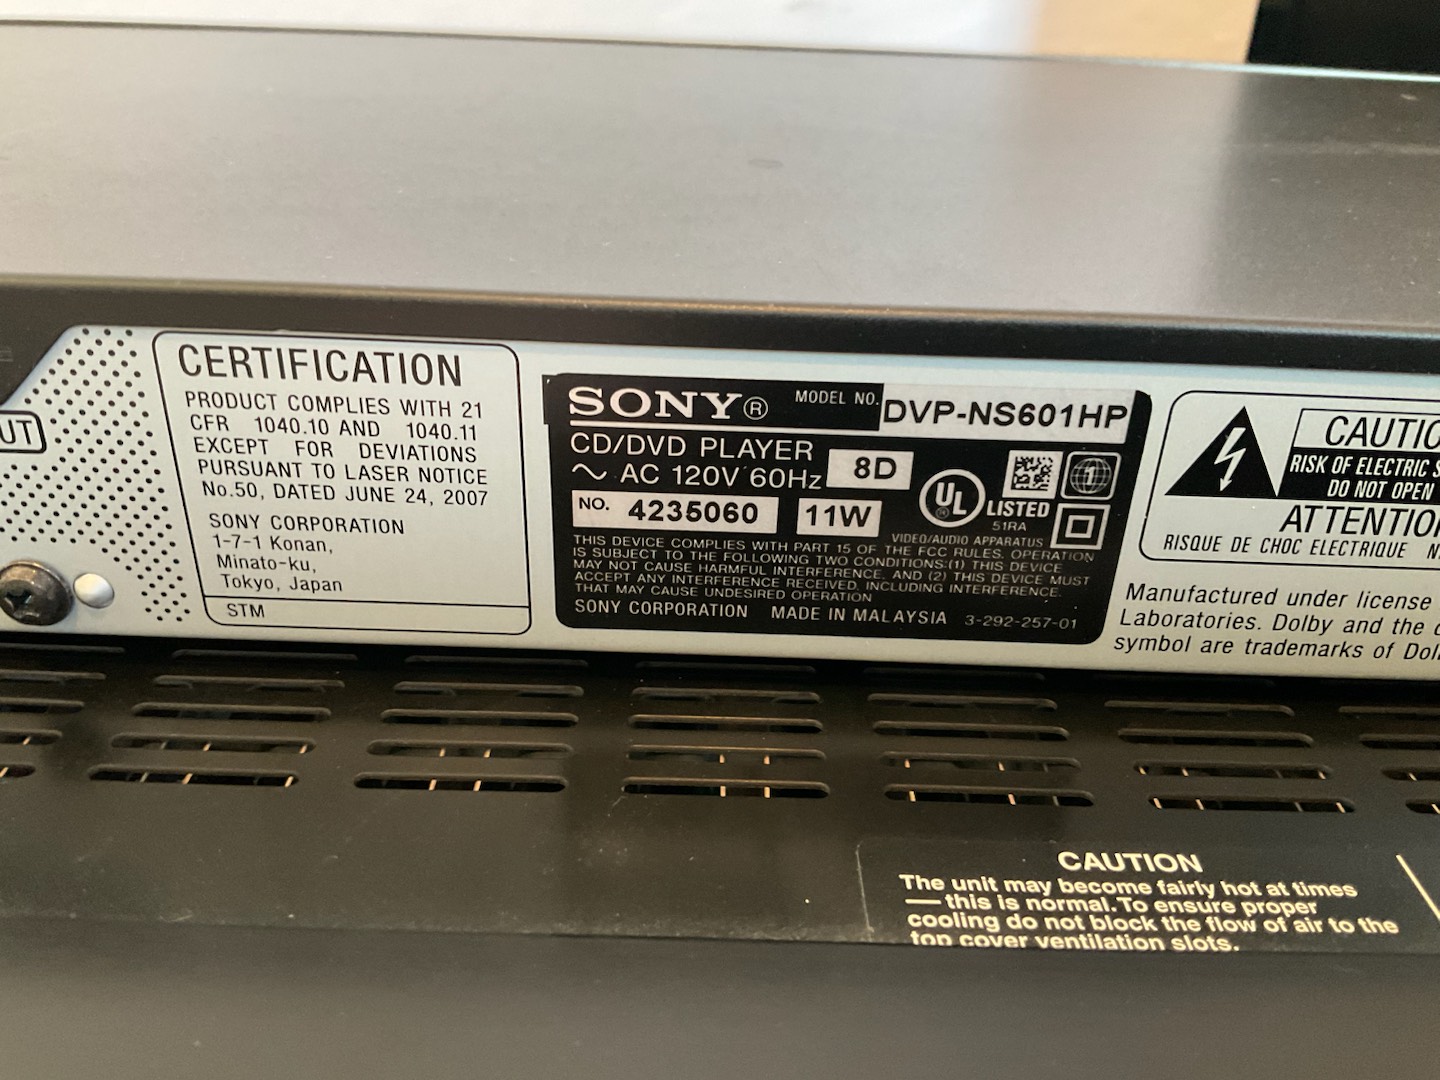 UT
CERTIFICATION
PRODUCT COMPLIES WITH 21
CFR 1040.10 AND 1040.11
EXCEPT FOR DEVIATIONS
PURSUANT TO LASER NOTICE
No.50, DATED JUNE 24, 2007
SONY CORPORATION
1-7-1 Konan,
Minato-ku,
Tokyo, Japan
STM
SONY® MODEL NO. DVP-NS601HP
CD/DVD PLAYER
~ AC 120V 60Hz 8D
NO. 4235060 11W
UL® LISTED
51RA
VIDEO/AUDIO APPARATUS
1
THIS DEVICE COMPLIES WITH PART 15 OF THE FCC RULES. OPERATION
IS SUBJECT TO THE FOLLOWING TWO CONDITIONS:(1) THIS DEVICE
MAY NOT CAUSE HARMFUL INTERFERENCE, AND (2) THIS DEVICE MUST
ACCEPT ANY INTERFERENCE RECEIVED, INCLUDING INTERFERENCE
THAT MAY CAUSE UNDESIRED OPERATION
SONY CORPORATION MADE IN MALAYSIA 3-292-257-01
CAUTIO
RISK OF ELECTRIC S
DO NOT OPEN
ATTENTION
RISQUE DE CHOC ELECTRIQUE N
Manufactured under license
Laboratories. Dolby and the d
symbol are trademarks of Dol
CAUTION
The unit may become fairly hot at times
— this is normal. To ensure proper
cooling do not block the flow of air to the
top cover ventilation slots.